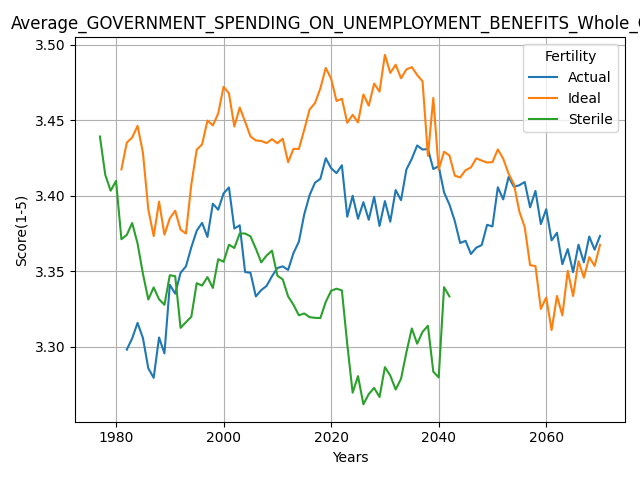 Average_GOVERNMENT_SPENDING_ON_UNEMPLOYMENT_BENEFITS_Whole_
Fertility
Actual
Ideal
Sterile
Score(1-5)
3.50
3.45
3.40
3.35
3.30
1980
2000
2020
2040
2060
Years